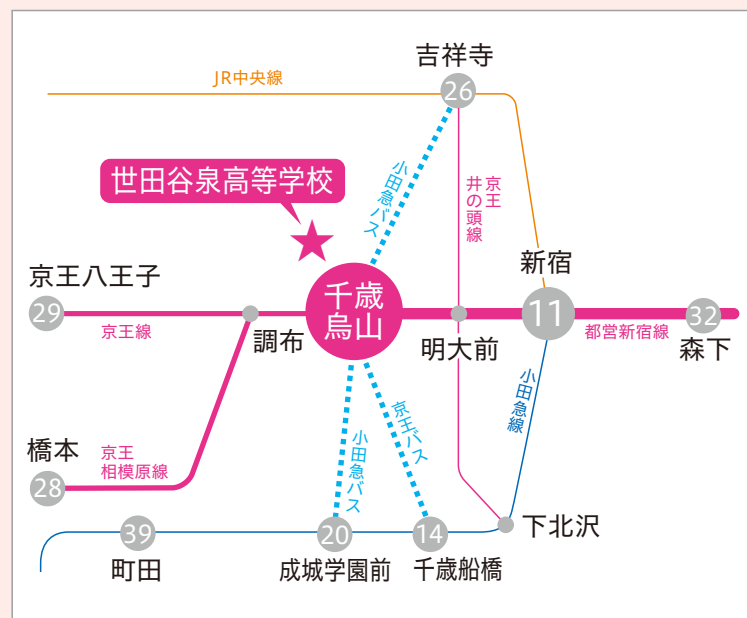 吉祥寺
JR中央線
26
小田急バス
京王
井の頭線
世田谷泉高等学校
新宿
京王八王子
千歳
烏山
29
11
32
京王線
調布
明大前
都営新宿線
森下
小田急線
橋本
京王
相模原線
小田急バス
京王バス
28
39
20
14
下北沢
町田
成城学園前
千歳船橋